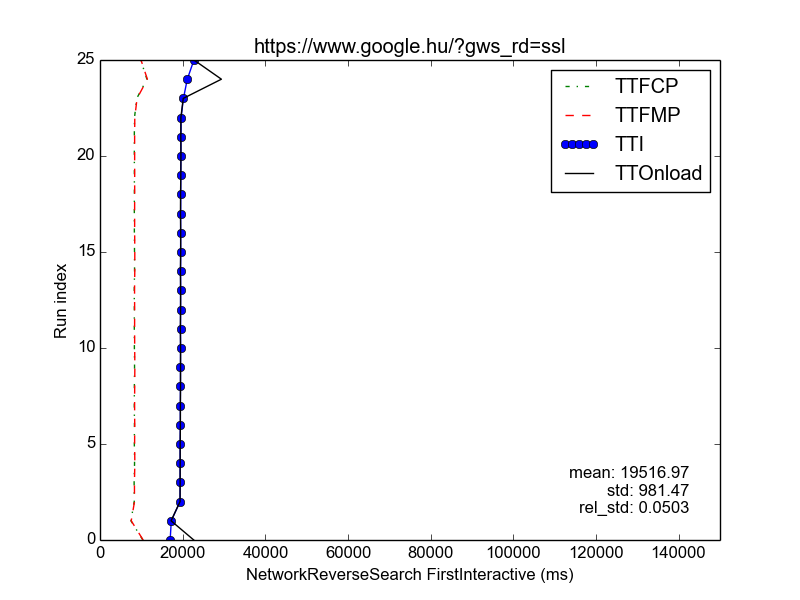 https://www.google.hu/?gws_rd=ssl
25
20
15
10
5
0
Run index
TTFCP
TTFMP
TTI
TTOnload
mean: 19516.97
std: 981.47
rel_std: 0.0503
0 20000 40000 60000 80000 100000 120000 140000
NetworkReverseSearch FirstInteractive (ms)